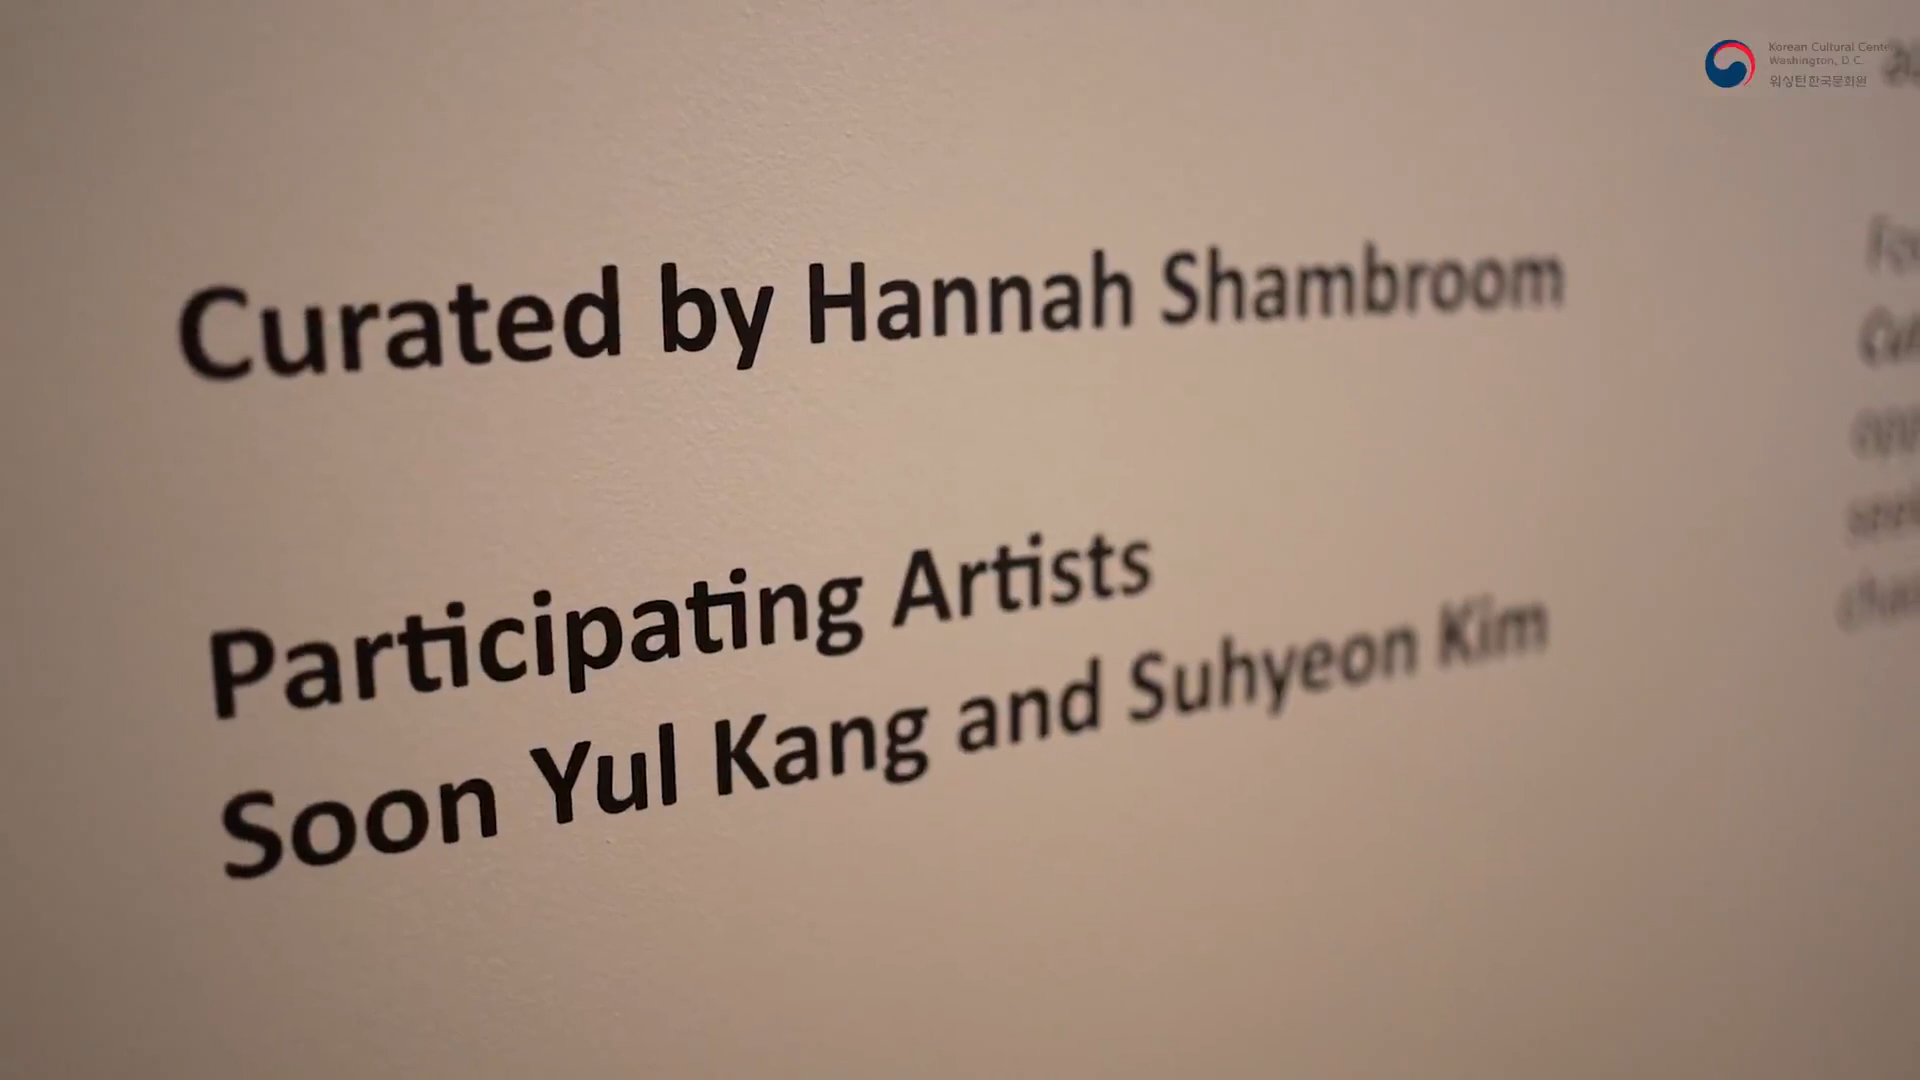 Korean Cultural Cente
Washington, D.C.
워싱턴한국문화원
Curated by Hannah Shambroom
Participating Artists
Soon Yul Kang and Suhyeon Kim